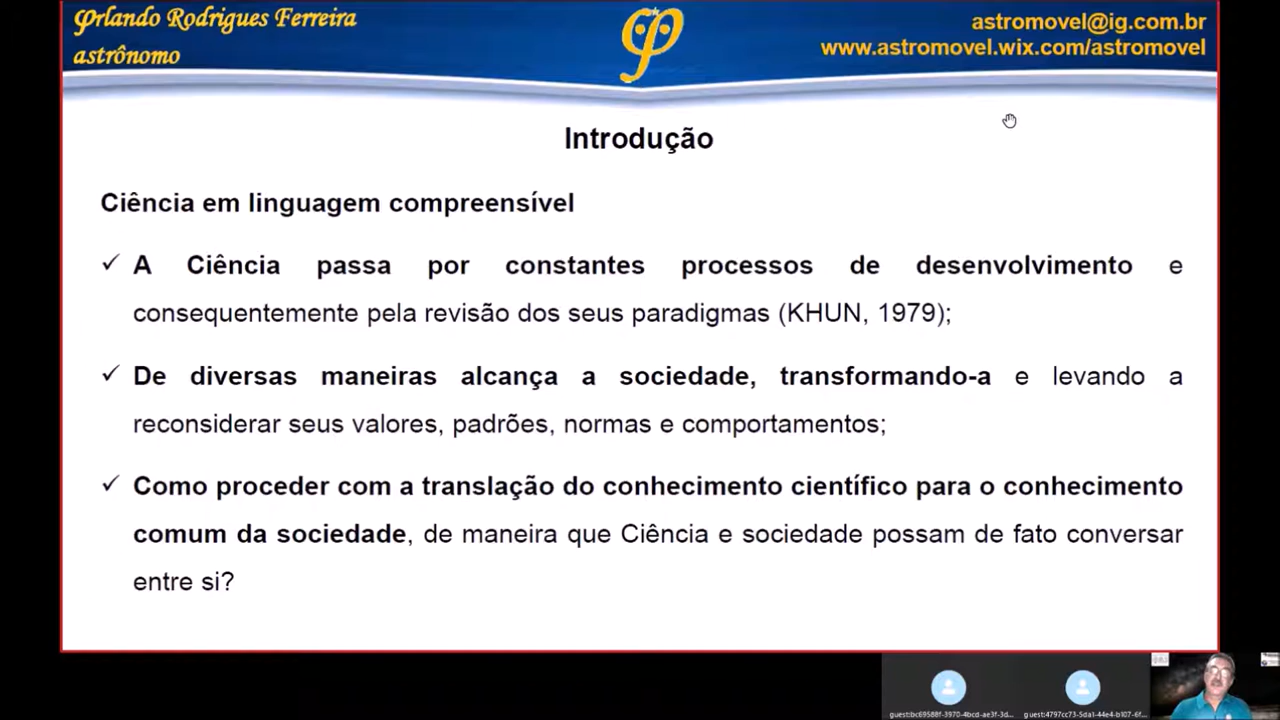 Orlando Rodrigues Ferreira
astrônomo
astromovel@ig.com.br
www.astromovel.wix.com/astromovel
Introdução
Ciência em linguagem compreensível
✓ A Ciência passa por constantes processos de desenvolvimento e
consequentemente pela revisão dos seus paradigmas (KHUN, 1979);
✓ De diversas maneiras alcança a sociedade, transformando-a e levando a
reconsiderar seus valores, padrões, normas e comportamentos;
✓ Como proceder com a translação do conhecimento científico para o conhecimento
comum da sociedade, de maneira que Ciência e sociedade possam de fato conversar
entre si?